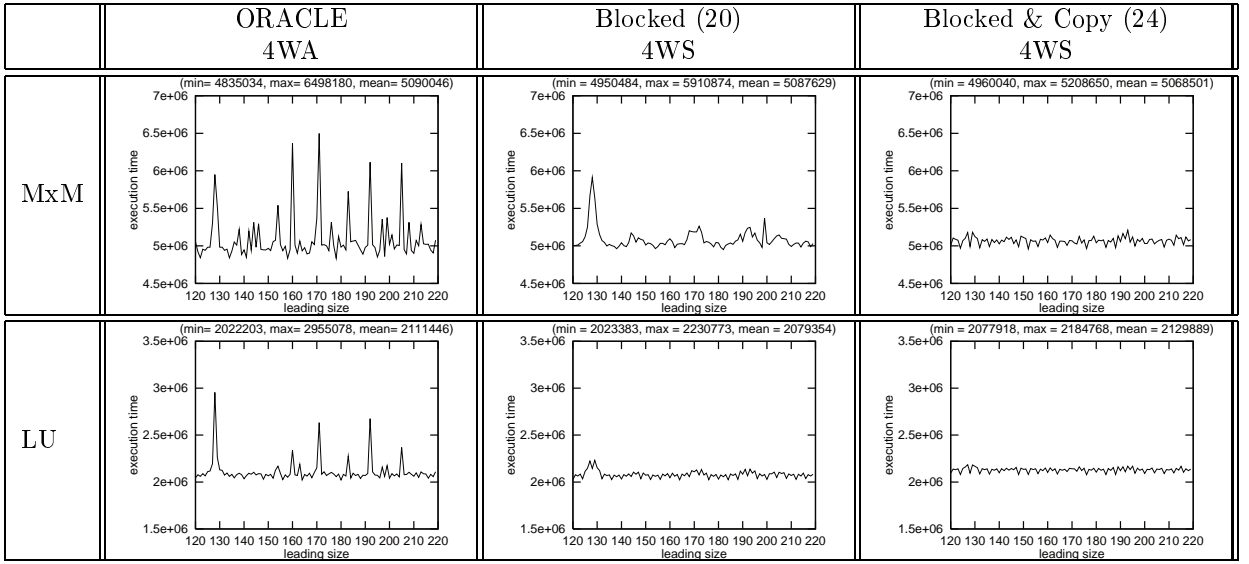 ORACLE
4WA
Blocked (20)
4WS
Blocked & Copy (24)
4WS
MxM
(min= 4835034, max= 6498180, mean= 5090046)
7e+06
6.5e+06
6e+06
5.5e+06
5e+06
4.5e+06
execution time
120 130 140 150 160 170 180 190 200 210 220
leading size
(min = 4950484, max = 5910874, mean = 5087629)
7e+06
6.5e+06
6e+06
5.5e+06
5e+06
4.5e+06
execution time
120 130 140 150 160 170 180 190 200 210 220
leading size
(min = 4960040, max = 5208650, mean = 5068501)
7e+06
6.5e+06
6e+06
5.5e+06
5e+06
4.5e+06
execution time
120 130 140 150 160 170 180 190 200 210 220
leading size
LU
(min= 2022203, max= 2955078, mean= 2111446)
3.5e+06
3e+06
2.5e+06
2e+06
1.5e+06
execution time
120 130 140 150 160 170 180 190 200 210 220
leading size
(min = 2023383, max = 2230773, mean = 2079354)
3.5e+06
3e+06
2.5e+06
2e+06
1.5e+06
execution time
120 130 140 150 160 170 180 190 200 210 220
leading size
(min = 2077918, max = 2184768, mean = 2129889)
3.5e+06
3e+06
2.5e+06
2e+06
1.5e+06
execution time
120 130 140 150 160 170 180 190 200 210 220
leading size